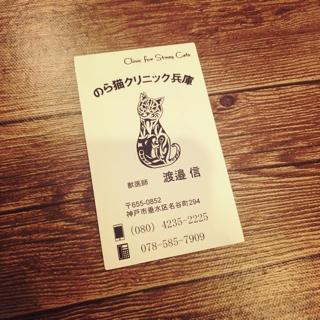 Clinic for Stray Cats
のら猫クリニック兵庫
獣医師 渡邉 信
〒655-0852
神戸市垂水区名谷町294
(080) 4235-2225
078-585-7909